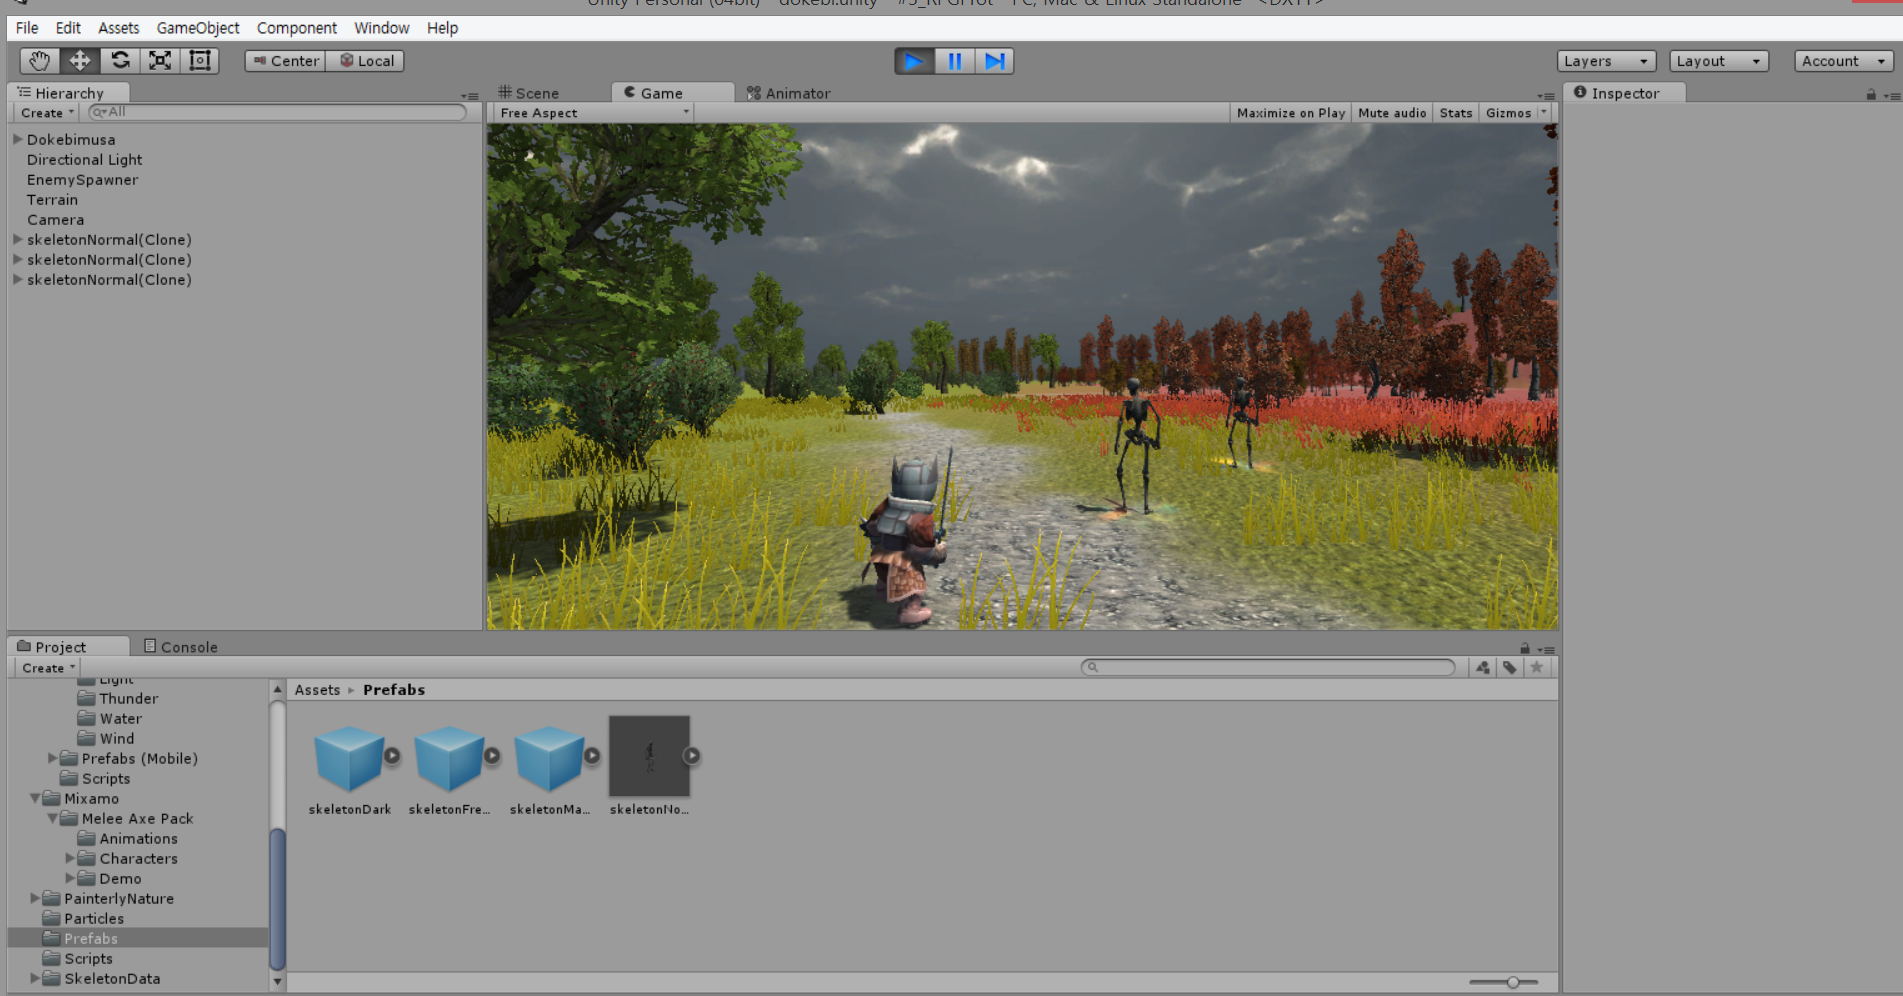 Unity Personal (64bit) - dokebi.unity - #5_RPGProt - PC, Mac & Linux Standalone* <DX11>
File Edit Assets GameObject Component Window Help
Center Local
Layers Layout Account
Hierarchy
Create All
Dokebimusa
Directional Light
EnemySpawner
Terrain
Camera
skeletonNormal(Clone)
skeletonNormal(Clone)
skeletonNormal(Clone)
Scene Game Animator
Free Aspect Maximize on Play Mute audio Stats Gizmos
Inspector
Project Console
Create
Light
Thunder
Water
Wind
Prefabs (Mobile)
Scripts
Mixamo
Melee Axe Pack
Animations
Characters
Demo
PainterlyNature
Particles
Prefabs
Scripts
SkeletonData
Assets Prefabs
skeletonDark skeletonFre... skeletonMa... skeletonNo...